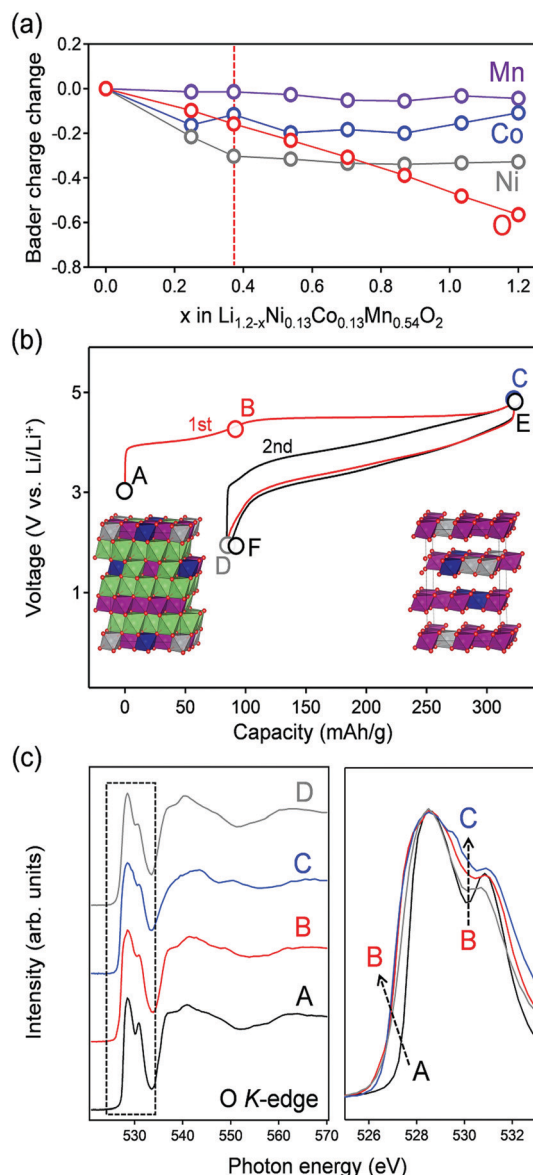 (a)
0.2
0.0
-0.2
-0.4
-0.6
-0.8
Bader charge change
Mn
Co
Ni
O
0.0 0.2 0.4 0.6 0.8 1.0 1.2
x in Li1.2-xNi0.13Co0.13Mn0.54O2
(b)
5
3
1
Voltage (V vs. Li/Li+)
1st
2nd
A
B
C
E
D
F
0 50 100 150 200 250 300
Capacity (mAh/g)
(c)
Intensity (arb. units)
D
C
B
A
O K-edge
530 540 550 560 570
C
B
B
A
526 528 530 532
Photon energy (eV)